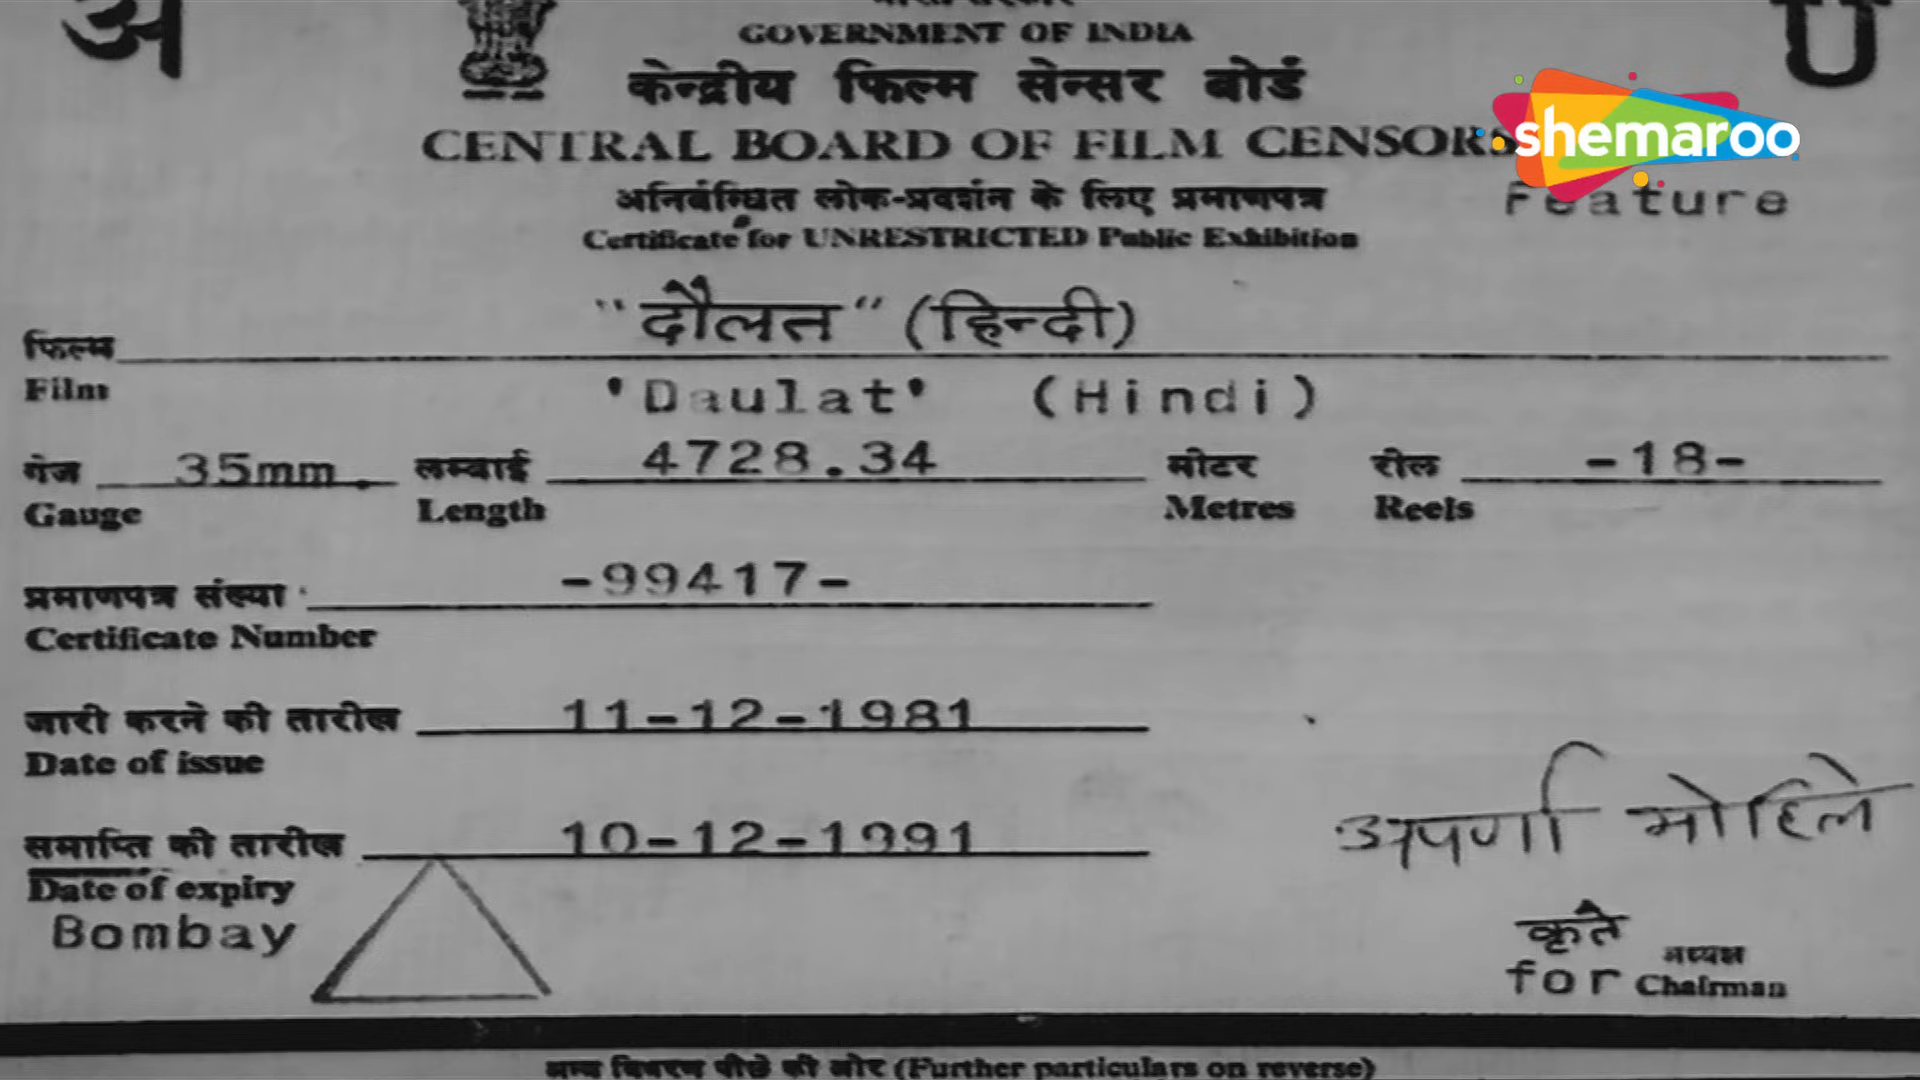 अ U
GOVERNMENT OF INDIA
केन्द्रीय फिल्म सेन्सर बोर्ड
CENTRAL BOARD OF FILM CENSORS
shemaroo
अनिबंन्धित लोक-प्रदर्शन के लिए प्रमाणपत्र
Feature
Certificate for UNRESTRICTED Public Exhibition
फिल्म "दौलत" (हिन्दी)
Film 'Daulat' (Hindi)
गेज 35mm. लम्बाई 4728.34 मीटर रील -18-
Gauge Length Metres Reels
प्रमाणपत्र संख्या -99417-
Certificate Number
जारी करने की तारीख 11-12-1981
Date of issue
समाप्ति की तारीख 10-12-1991
Date of expiry
Bombay
अपर्णा मोहिले
कृते अध्यक्ष
for Chairman
अन्य विवरण पीछे की ओर (Further particulars on reverse)